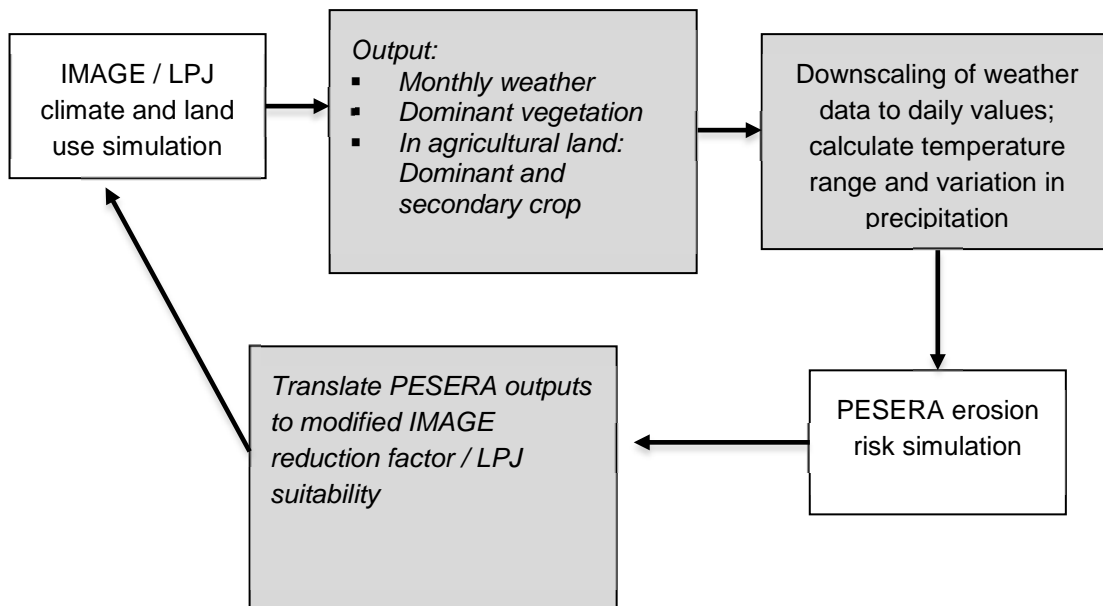 IMAGE / LPJ
climate and land
use simulation
Output:
▪ Monthly weather
▪ Dominant vegetation
▪ In agricultural land:
Dominant and
secondary crop
Downscaling of weather
data to daily values;
calculate temperature
range and variation in
precipitation
PESERA erosion
risk simulation
Translate PESERA outputs
to modified IMAGE
reduction factor / LPJ
suitability